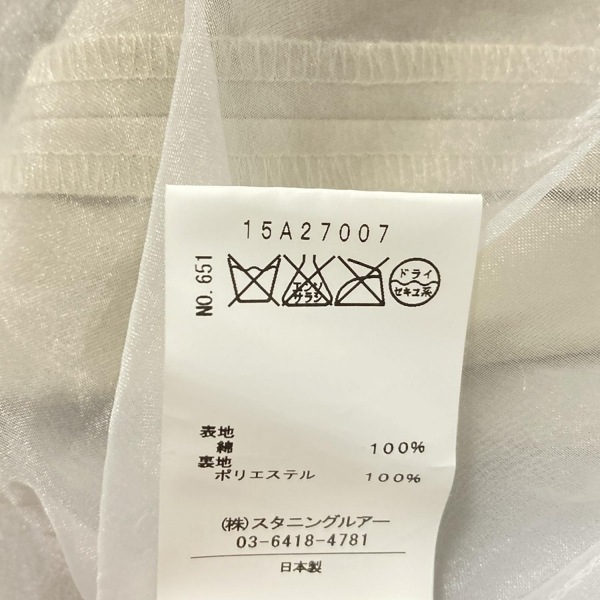 15A27007
NO. 651
エンソ
サラシ
ドライ
セキユ系
表地
綿 100%
裏地
ポリエステル 100%
(株)スタニングルアー
03-6418-4781
日本製